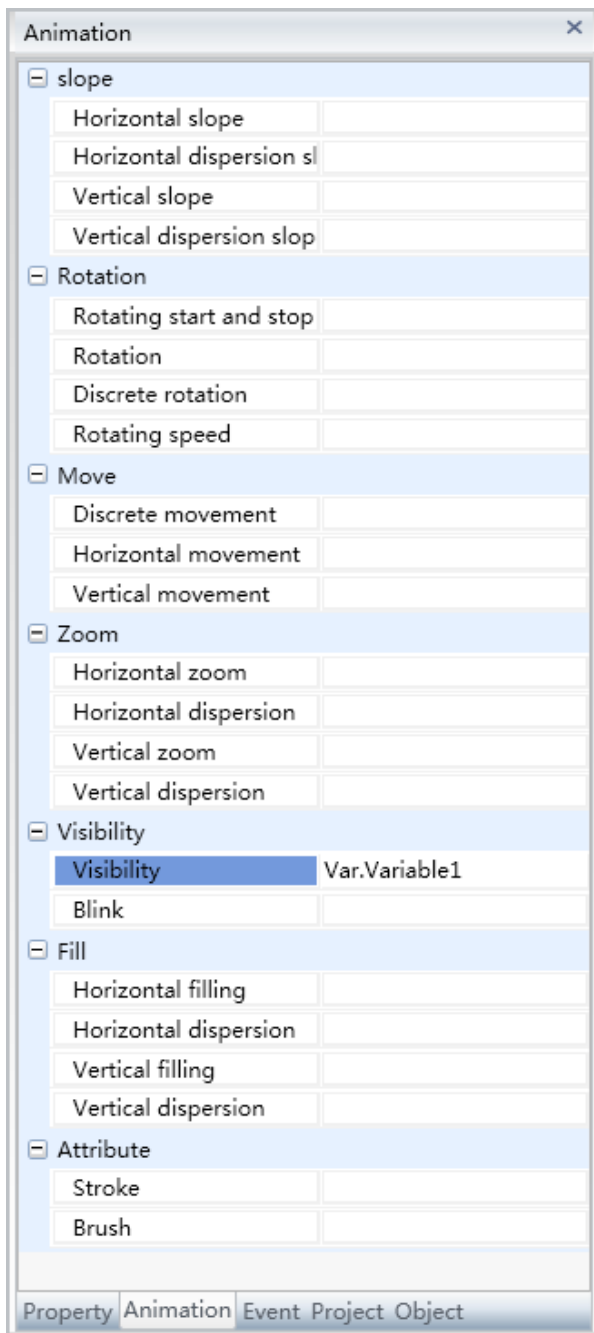 Animation
slope
Horizontal slope
Horizontal dispersion sl
Vertical slope
Vertical dispersion slop
Rotation
Rotating start and stop
Rotation
Discrete rotation
Rotating speed
Move
Discrete movement
Horizontal movement
Vertical movement
Zoom
Horizontal zoom
Horizontal dispersion
Vertical zoom
Vertical dispersion
Visibility
Visibility Var.Variable1
Blink
Fill
Horizontal filling
Horizontal dispersion
Vertical filling
Vertical dispersion
Attribute
Stroke
Brush
Property Animation Event Project Object